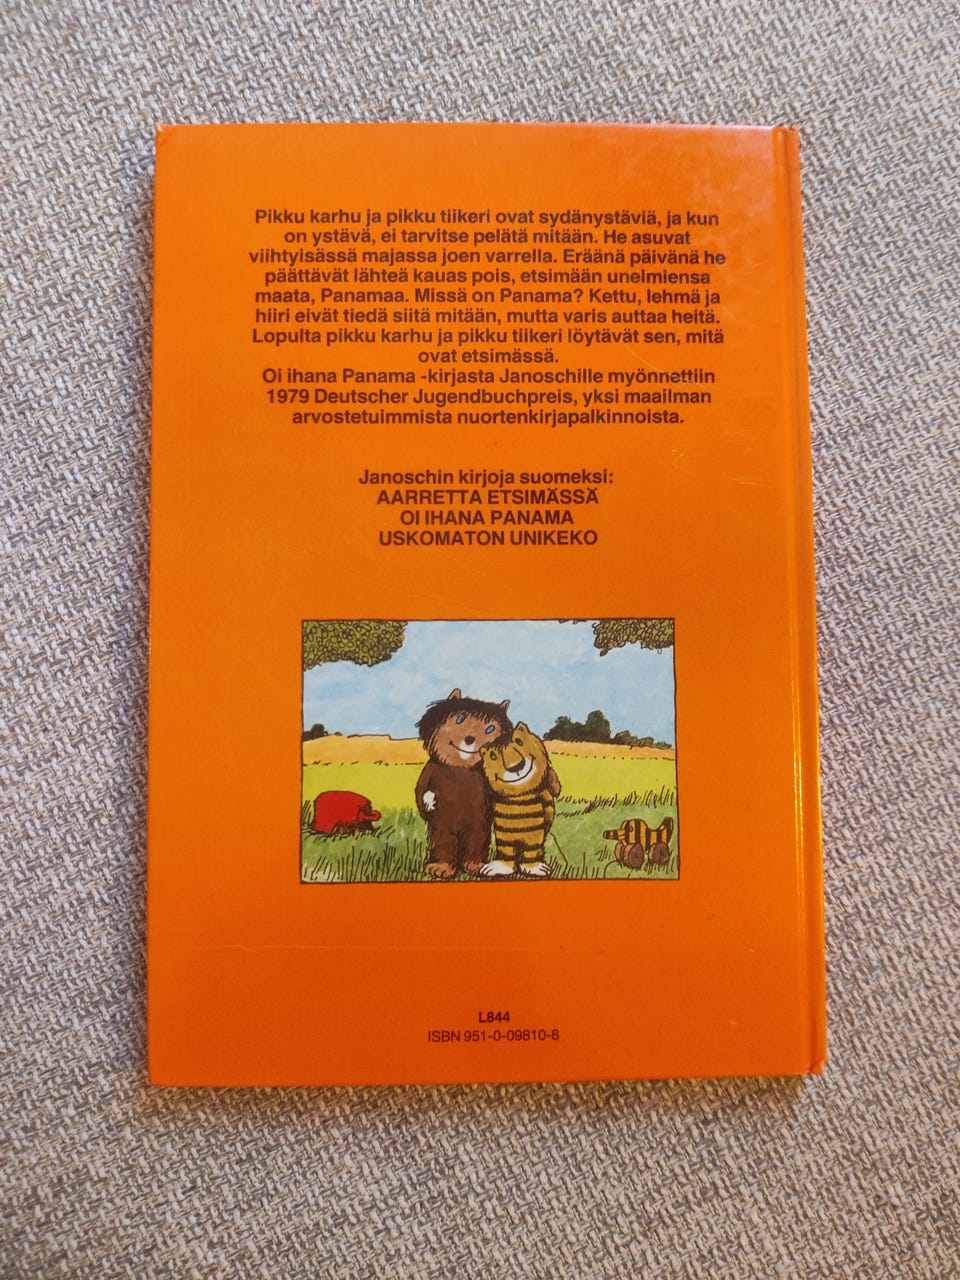 Pikku karhu ja pikku tiikeri ovat sydänystäviä, ja kun
on ystävä, ei tarvitse pelätä mitään. He asuvat
viihtyisässä majassa joen varrella. Eräänä päivänä he
päättävät lähteä kauas pois, etsimään unelmiensa
maata, Panamaa. Missä on Panama? Kettu, lehmä ja
hiiri eivät tiedä siitä mitään, mutta varis auttaa heitä.
Lopulta pikku karhu ja pikku tiikeri löytävät sen, mitä
ovat etsimässä.
Oi ihana Panama -kirjasta Janoschille myönnettiin
1979 Deutscher Jugendbuchpreis, yksi maailman
arvostetuimmista nuortenkirjapalkinnoista.
Janoschin kirjoja suomeksi:
AARRETTA ETSIMÄSSÄ
OI IHANA PANAMA
USKOMATON UNIKEKO
L844
ISBN 951-0-09810-8